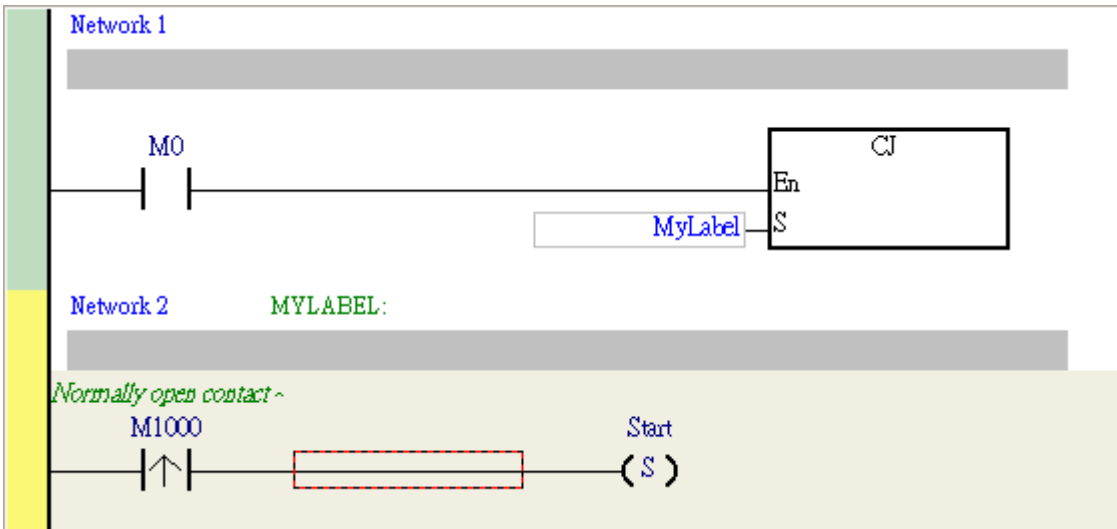 Network 1
M0
CJ
En
MyLabel S
Network 2 MYLABEL:
Normally open contact ~
M1000 Start
S